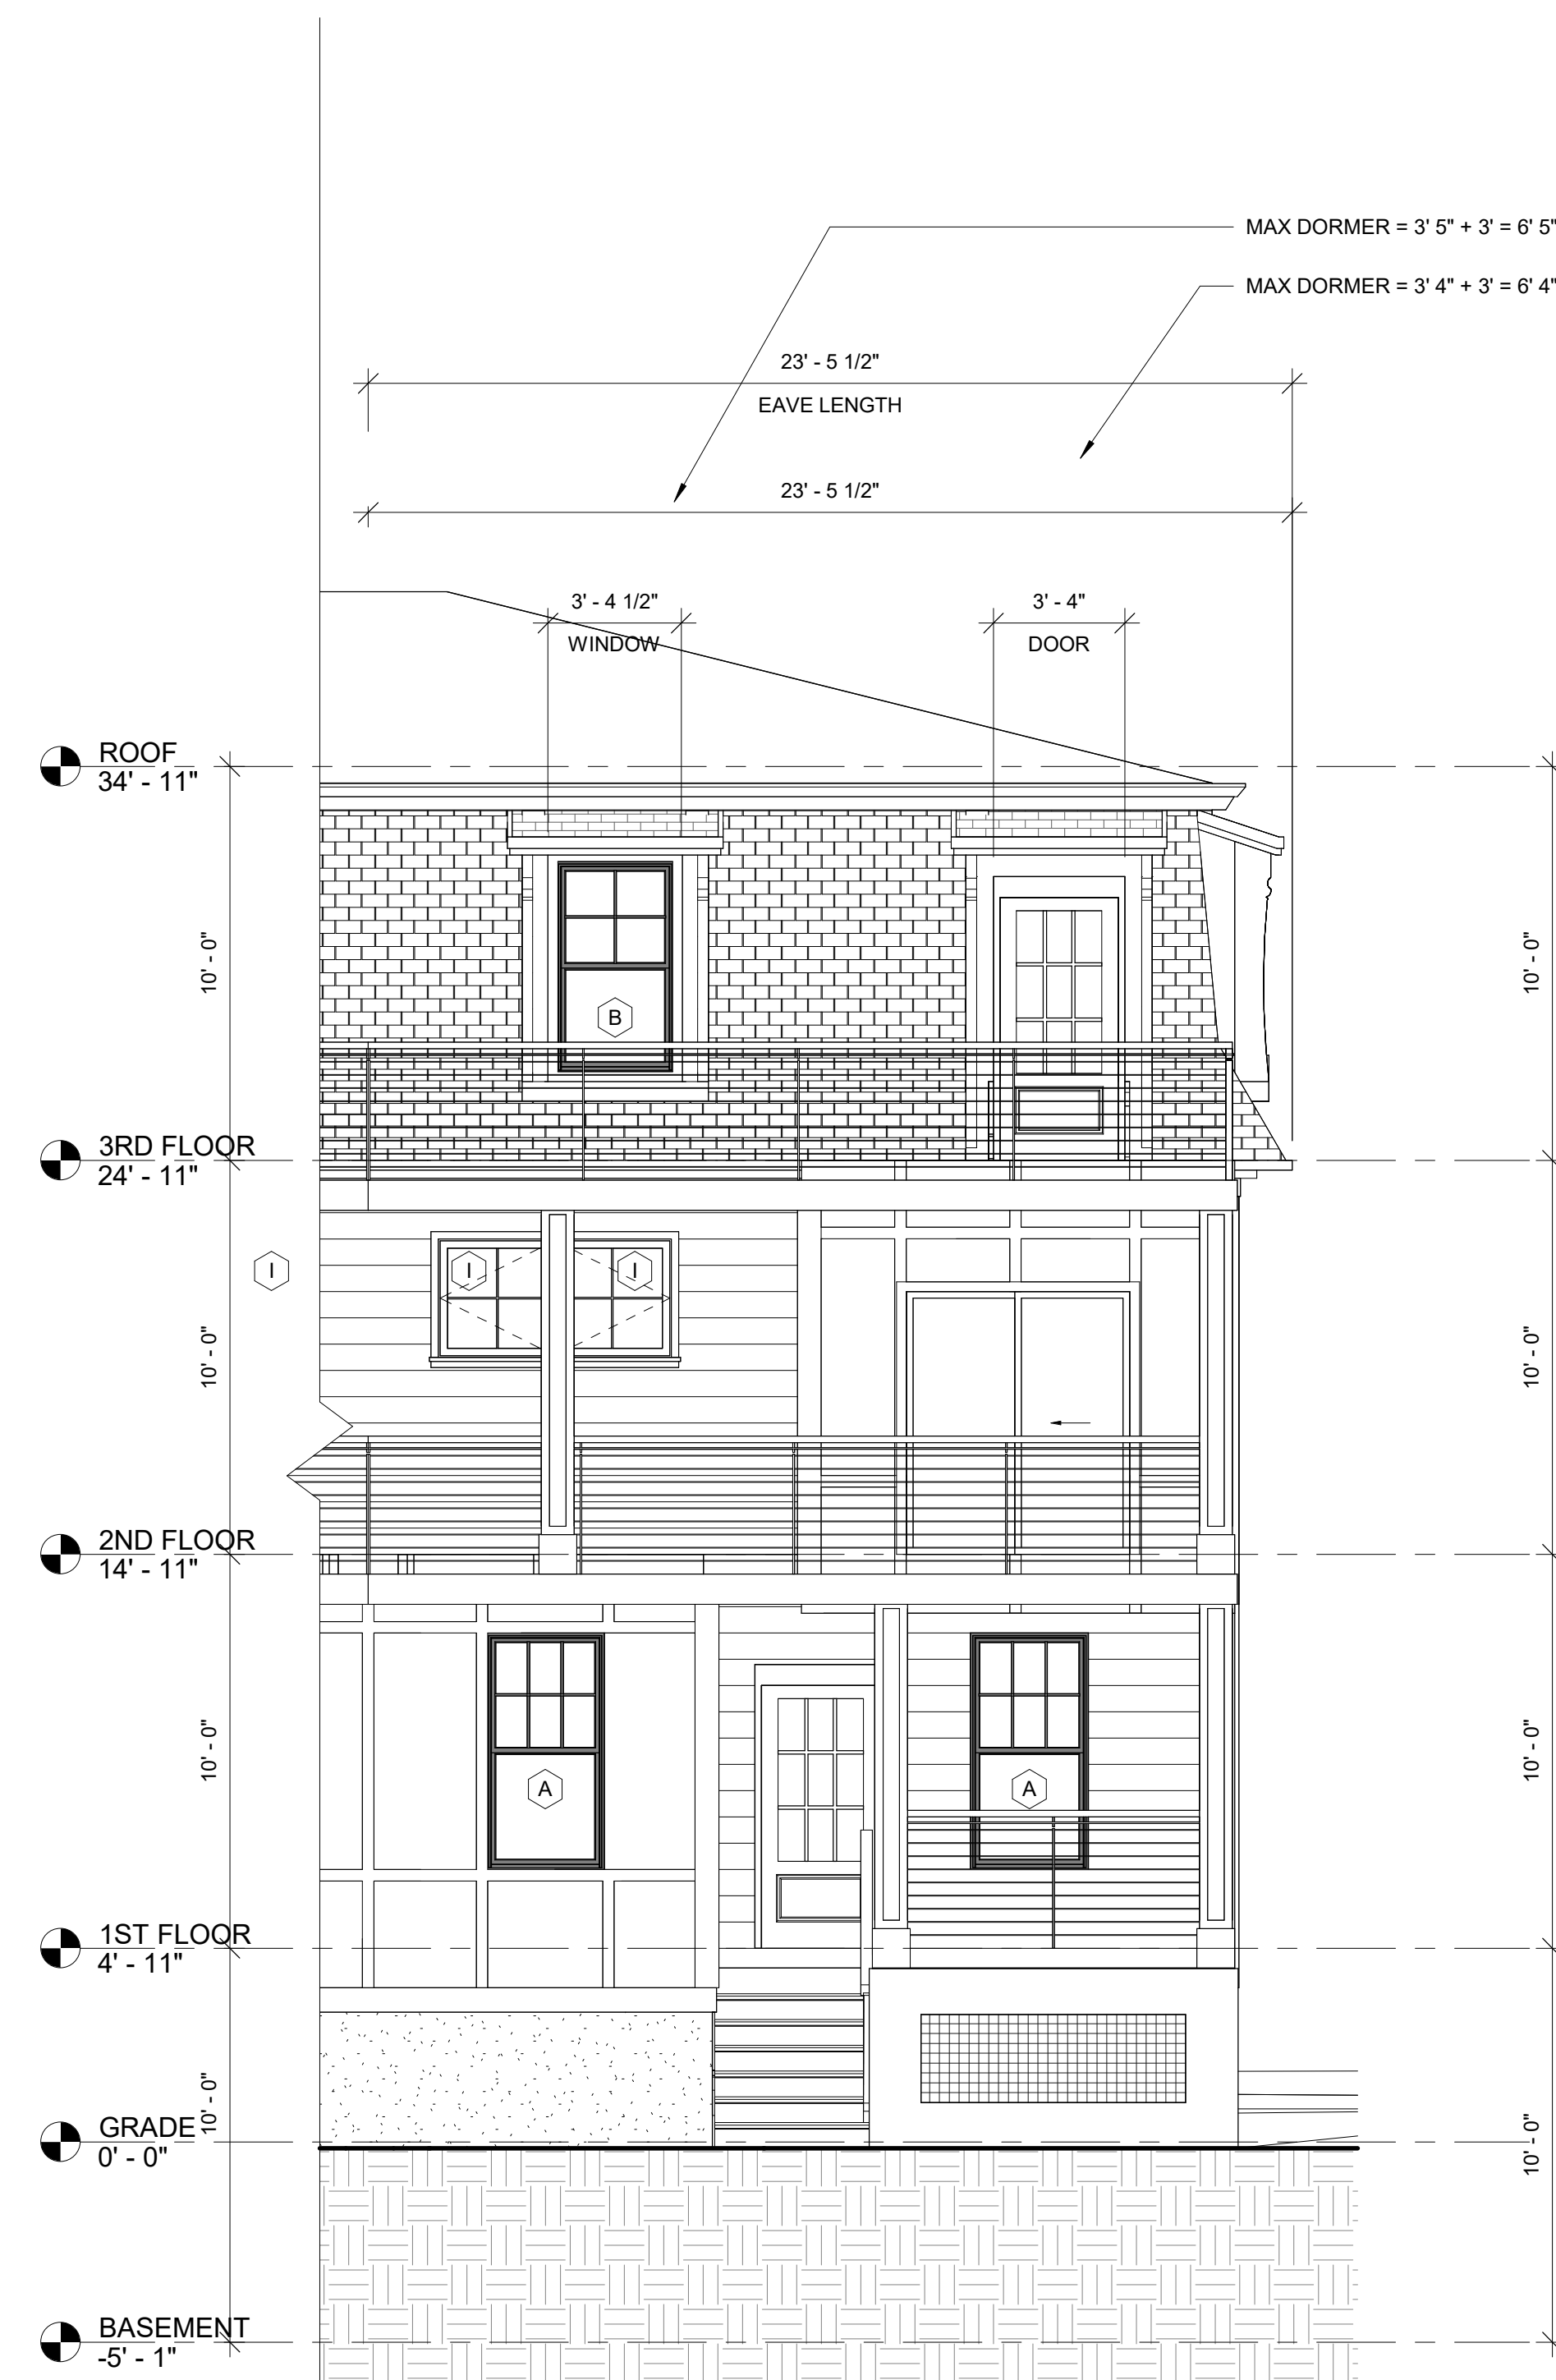 MAX DORMER = 3' 5" + 3' = 6' 5"
MAX DORMER = 3' 4" + 3' = 6' 4"
23' - 5 1/2"
EAVE LENGTH
23' - 5 1/2"
3' - 4 1/2"
WINDOW
3' - 4"
DOOR
ROOF
34' - 11"
10' - 0"
10' - 0"
B
3RD FLOOR
24' - 11"
I
I
I
10' - 0"
10' - 0"
2ND FLOOR
14' - 11"
10' - 0"
10' - 0"
A
A
1ST FLOOR
4' - 11"
10' - 0"
10' - 0"
GRADE
0' - 0"
BASEMENT
-5' - 1"